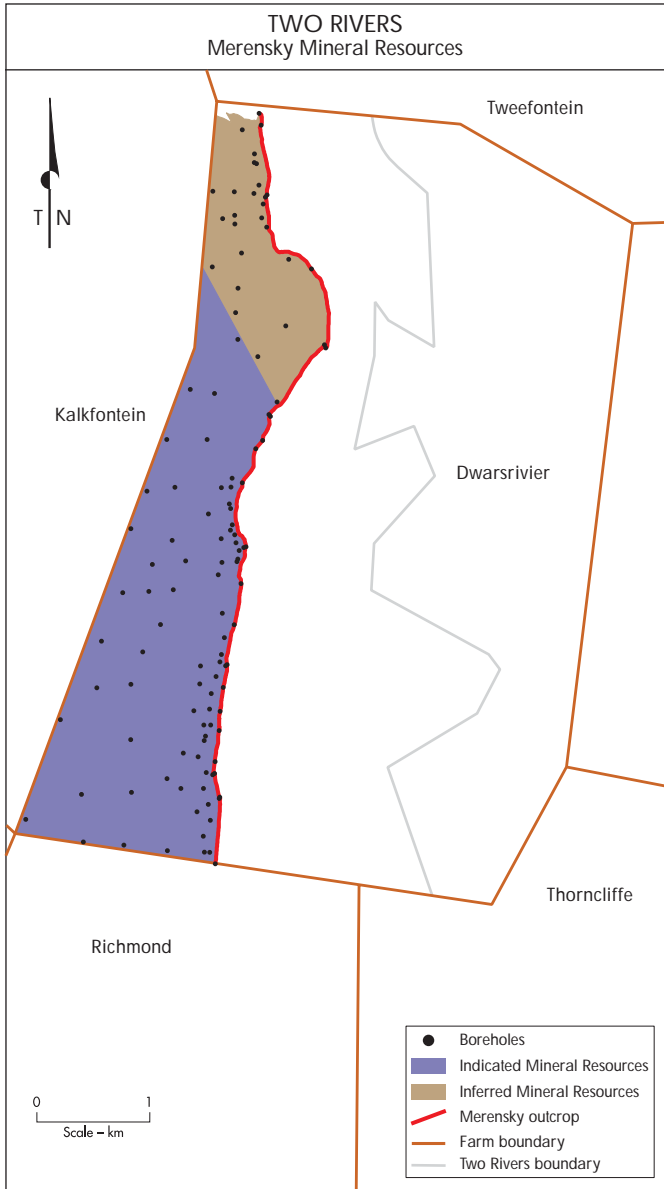 TWO RIVERS
Merensky Mineral Resources
Tweefontein
T N
Kalkfontein
Dwarsrivier
Thorncliffe
Richmond
Boreholes
Indicated Mineral Resources
Inferred Mineral Resources
Merensky outcrop
Farm boundary
Two Rivers boundary
0 1
Scale – km